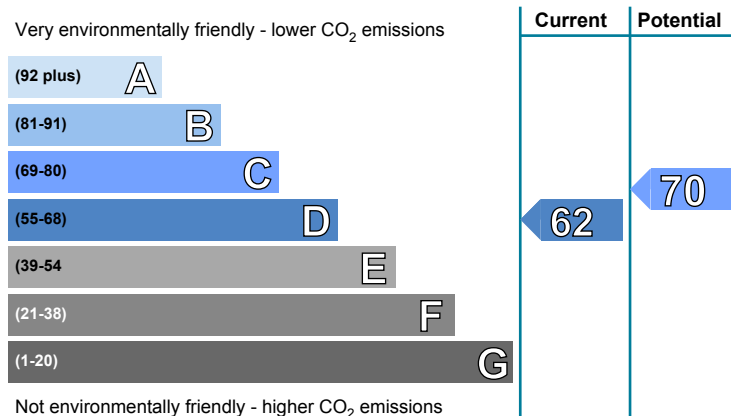 Very environmentally friendly - lower CO2 emissions
Current Potential
(92 plus) A
(81-91) B
(69-80) C
(55-68) D
(39-54 E
(21-38) F
(1-20) G
62
70
Not environmentally friendly - higher CO2 emissions